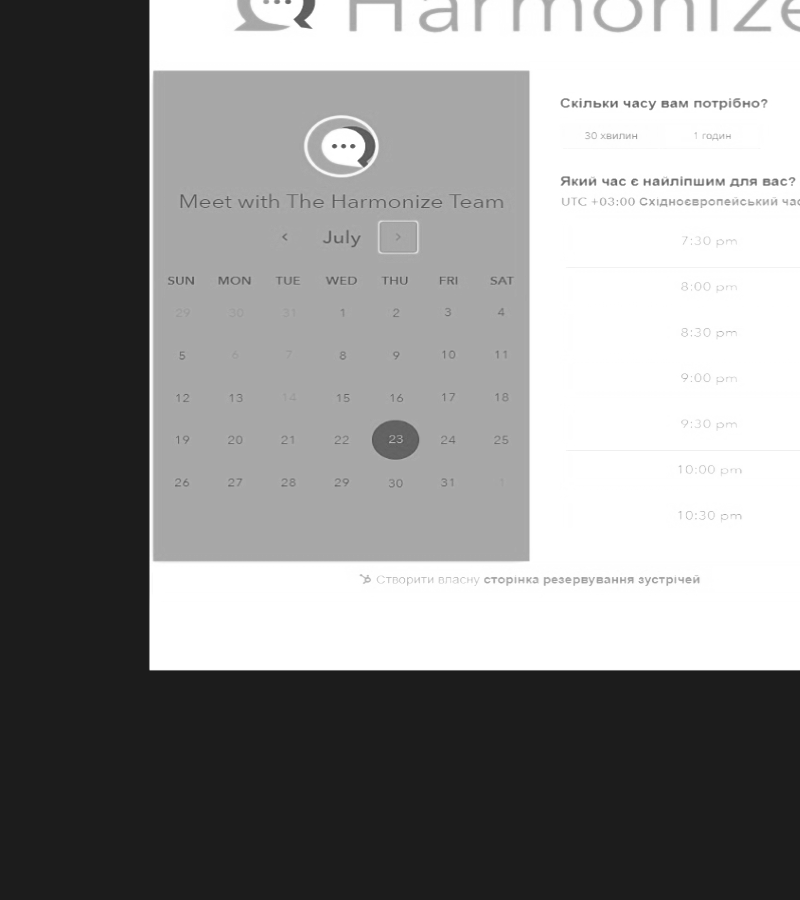 Harmonize
Meet with The Harmonize Team
< July >
SUN MON TUE WED THU FRI SAT
29 30 31 1 2 3 4
5 6 7 8 9 10 11
12 13 14 15 16 17 18
19 20 21 22 23 24 25
26 27 28 29 30 31 1
Скільки часу вам потрібно?
30 хвилин 1 годин
Який час є найліпшим для вас?
UTC +03:00 Східноєвропейський час
7:30 pm
8:00 pm
8:30 pm
9:00 pm
9:30 pm
10:00 pm
10:30 pm
Створити власну сторінка резервування зустрічей